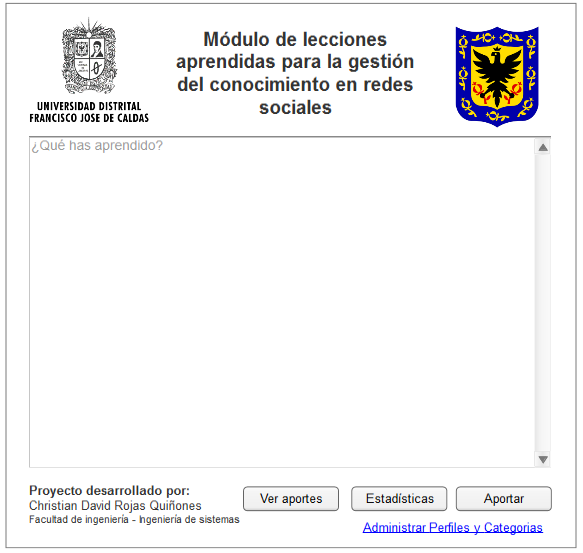 Módulo de lecciones
aprendidas para la gestión
del conocimiento en redes
sociales
UNIVERSIDAD DISTRITAL
FRANCISCO JOSE DE CALDAS
¿Qué has aprendido?
Proyecto desarrollado por:
Christian David Rojas Quiñones
Facultad de ingeniería - Ingeniería de sistemas
Ver aportes
Estadísticas
Aportar
Administrar Perfiles y Categorias